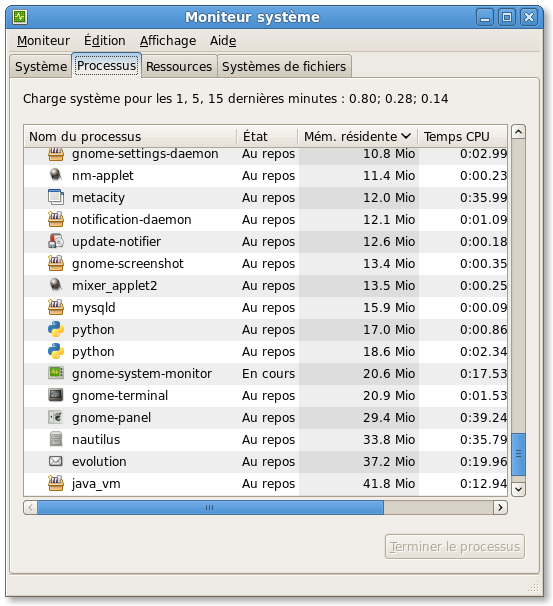 Moniteur système
Moniteur Édition Affichage Aide
Système Processus Ressources Systèmes de fichiers
Charge système pour les 1, 5, 15 dernières minutes : 0.80; 0.28; 0.14
Nom du processus État Mém. résidente Temps CPU
gnome-settings-daemon Au repos 10.8 Mio 0:02.99
nm-applet Au repos 11.4 Mio 0:00.23
metacity Au repos 12.0 Mio 0:35.99
notification-daemon Au repos 12.1 Mio 0:01.09
update-notifier Au repos 12.6 Mio 0:00.18
gnome-screenshot Au repos 13.4 Mio 0:00.35
mixer_applet2 Au repos 13.5 Mio 0:00.25
mysqld Au repos 15.9 Mio 0:00.09
python Au repos 17.0 Mio 0:00.86
python Au repos 18.6 Mio 0:02.34
gnome-system-monitor En cours 20.6 Mio 0:17.53
gnome-terminal Au repos 20.9 Mio 0:01.53
gnome-panel Au repos 29.4 Mio 0:39.24
nautilus Au repos 33.8 Mio 0:35.79
evolution Au repos 37.2 Mio 0:19.96
java_vm Au repos 41.8 Mio 0:12.94
Terminer le processus